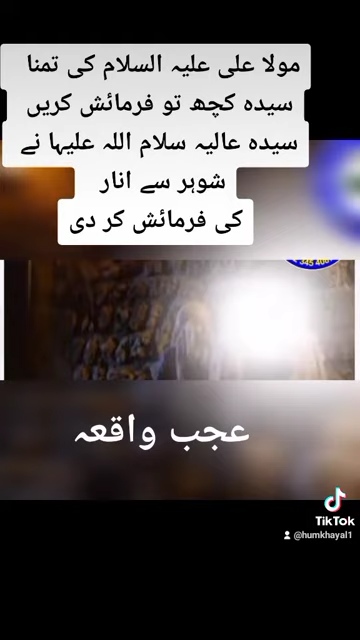 مولا علی علیہ السلام کی تمنا
سیدہ کچھ تو فرمائش کریں
سیدہ عالیہ سلام اللہ علیہا نے
شوہر سے انار
کی فرمائش کر دی
عجب واقعہ
TikTok
@humkhayal1